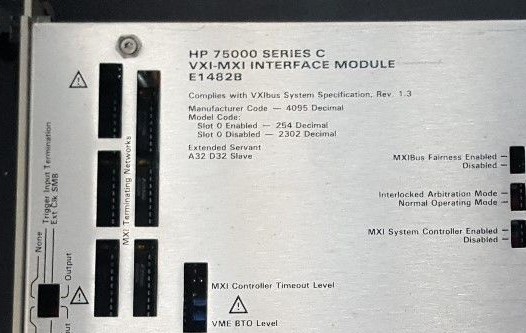 HP 75000 SERIES C
VXI-MXI INTERFACE MODULE
E1482B
Complies with VXIbus System Specification, Rev. 1.3
Manufacturer Code — 4095 Decimal
Model Code:
Slot 0 Enabled — 254 Decimal
Slot 0 Disabled — 2302 Decimal
Extended Servant
A32 D32 Slave
MXIBus Fairness Enabled —
Disabled —
Interlocked Arbitration Mode —
Normal Operating Mode —
MXI System Controller Enabled —
Disabled —
MXI Terminating Networks
None
Trigger Input Termination
Ext Clk SMB
Output
MXI Controller Timeout Level
VME BTO Level